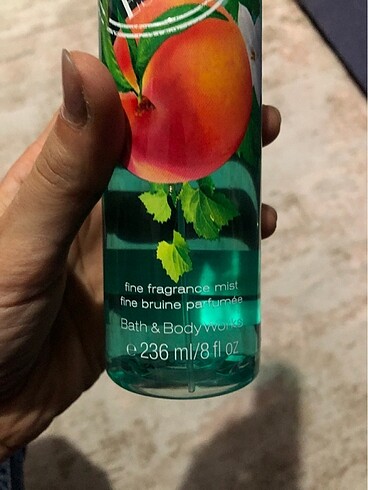 fine fragrance mist
fine bruine parfumée
Bath & Body Works
℮ 236 ml/8 fl oz